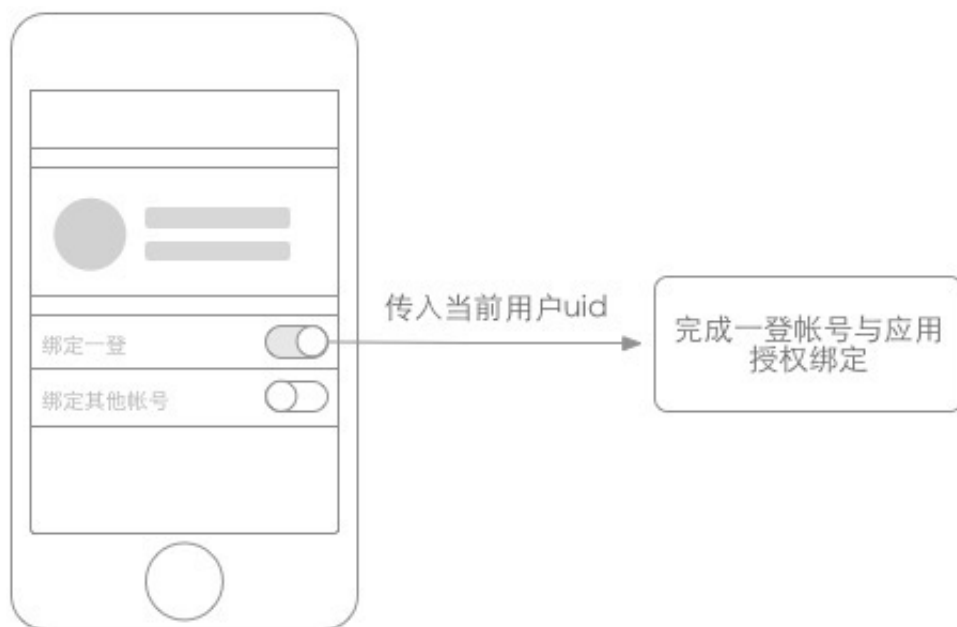 传入当前用户uid
完成一登帐号与应用
授权绑定
绑定一登
绑定其他帐号